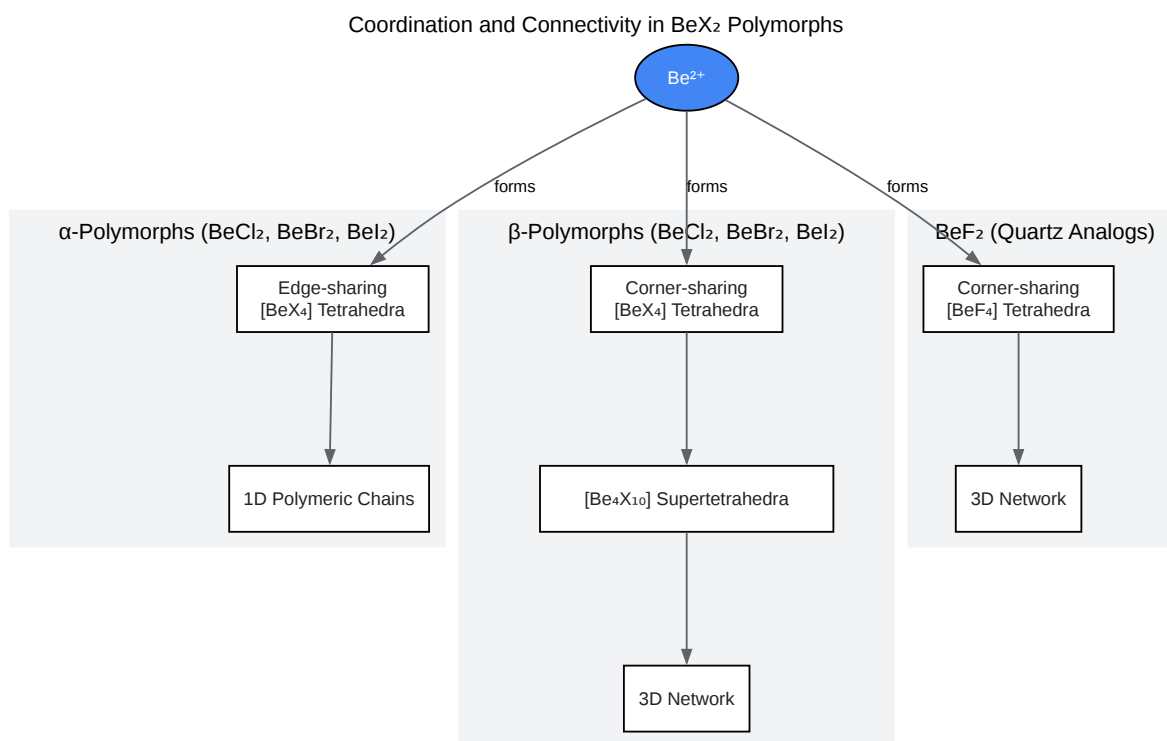 Coordination and Connectivity in BeX₂ Polymorphs
Be²⁺
forms
forms
forms
α-Polymorphs (BeCl₂, BeBr₂, BeI₂)
β-Polymorphs (BeCl₂, BeBr₂, BeI₂)
BeF₂ (Quartz Analogs)
Edge-sharing
[BeX₄] Tetrahedra
Corner-sharing
[BeX₄] Tetrahedra
Corner-sharing
[BeF₄] Tetrahedra
1D Polymeric Chains
[Be₄X₁₀] Supertetrahedra
3D Network
3D Network